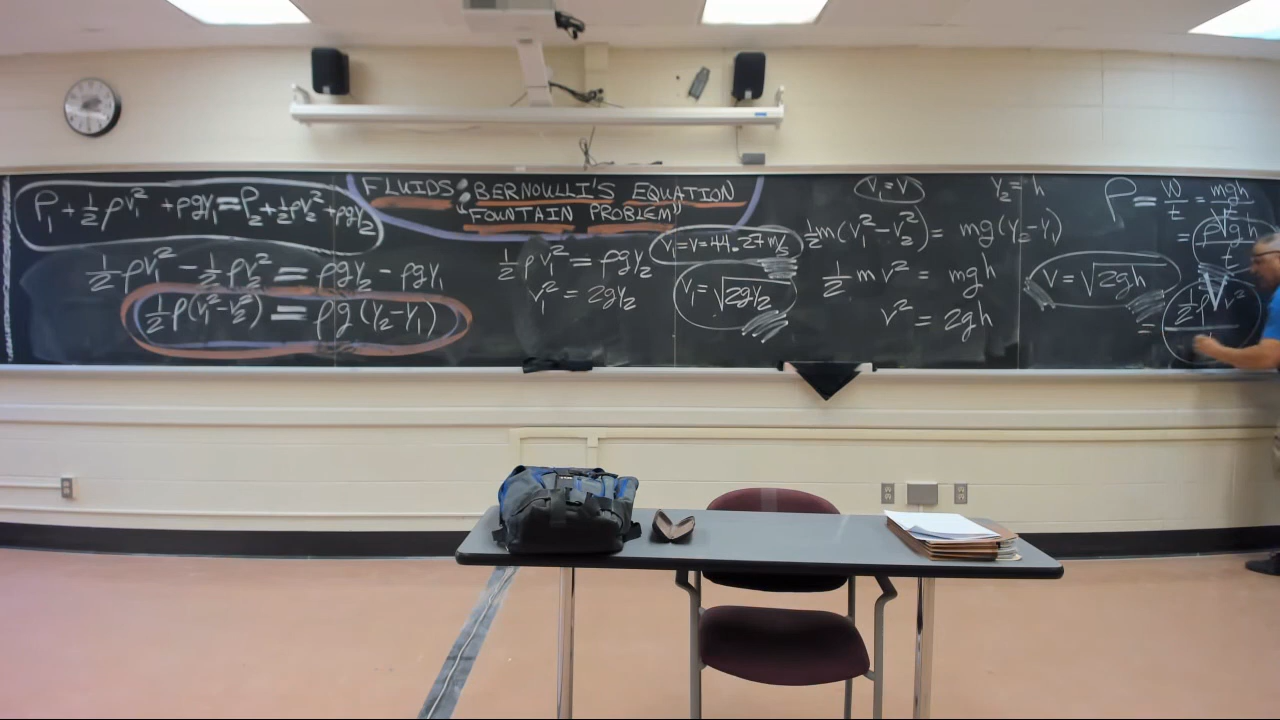 P₁ + ½ρv₁² + ρgy₁ = P₂ + ½ρv₂² + ρgy₂
½ρv₁² - ½ρv₂² = ρgy₂ - ρgy₁
½ρ(v₁² - v₂²) = ρg(y₂ - y₁)
FLUIDS: BERNOULLI'S EQUATION
"FOUNTAIN PROBLEM"
½ρv₁² = ρgy₂
v₁² = 2gy₂
v₁ = v = 44.27 m/s
v₁ = √2gy₂
v₁ = v
y₂ = h
½m(v₁² - v₂²) = mg(y₂ - y₁)
½mv² = mgh
v² = 2gh
v = √2gh
P = W/t = mgh/t
= ρVgh/t